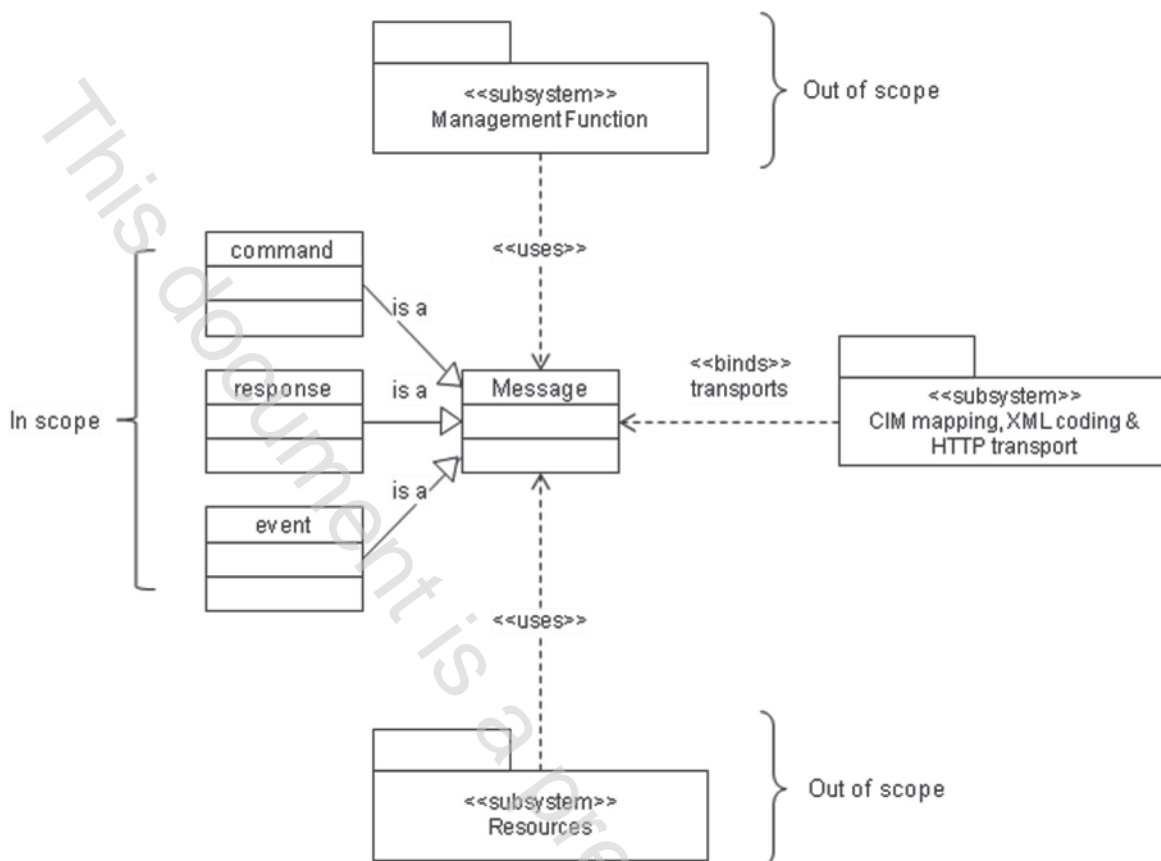 <<subsystem>>
Management Function
Out of scope
<<uses>>
command
is a
response
is a
Message
<<binds>>
transports
<<subsystem>>
CIM mapping, XML coding &
HTTP transport
In scope
event
is a
<<uses>>
<<subsystem>>
Resources
Out of scope
This document is a pre